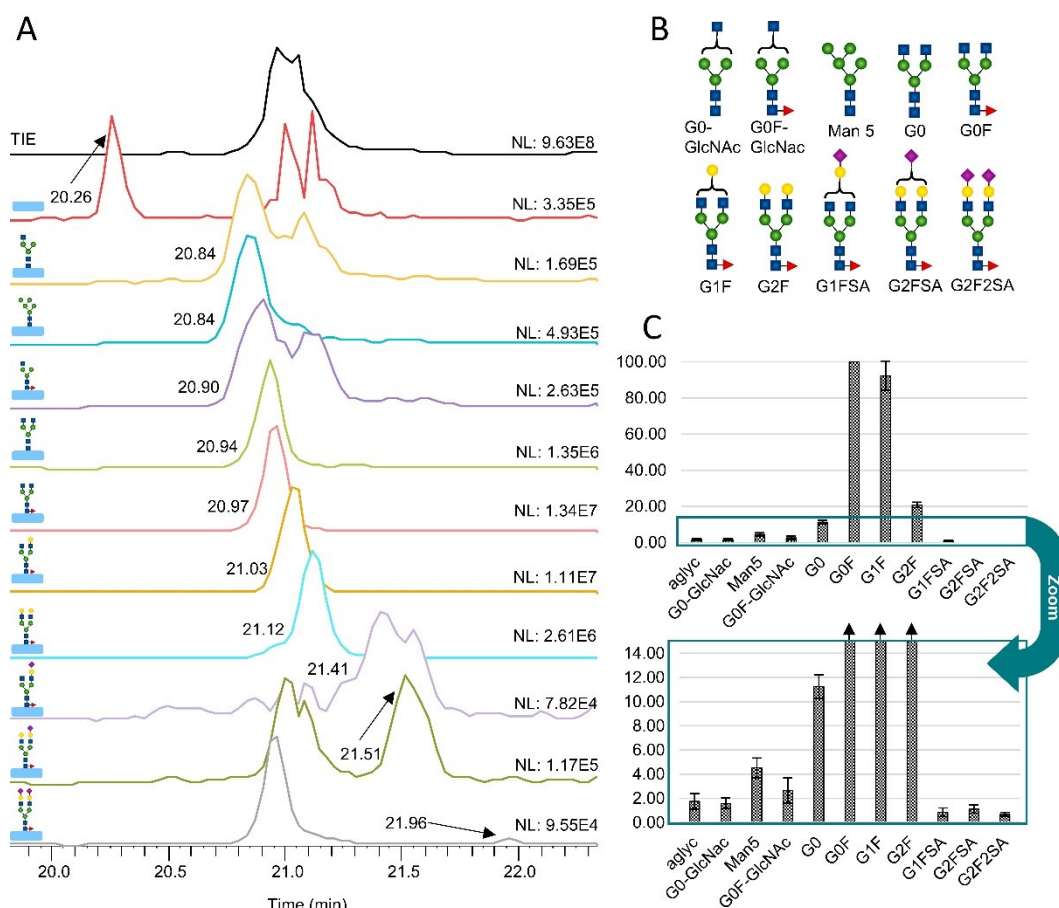 A
TIE
NL: 9.63E8
20.26
NL: 3.35E5
20.84
NL: 1.69E5
20.84
NL: 4.93E5
20.90
NL: 2.63E5
20.94
NL: 1.35E6
20.97
NL: 1.34E7
21.03
NL: 1.11E7
21.12
NL: 2.61E6
21.41
NL: 7.82E4
21.51
NL: 1.17E5
21.96
NL: 9.55E4
20.0 20.5 21.0 21.5 22.0
Time (min)
B
G0-
GlcNAc
G0F-
GlcNac
Man 5
G0
G0F
G1F
G2F
G1FSA
G2FSA
G2F2SA
C
100.00
80.00
60.00
40.00
20.00
0.00
aglyc
G0-GlcNac
Man5
G0F-GlcNAc
G0
G0F
G1F
G2F
G1FSA
G2FSA
G2F2SA
Zoom
14.00
12.00
10.00
8.00
6.00
4.00
2.00
0.00
aglyc
G0-GlcNac
Man5
G0F-GlcNAc
G0
G0F
G1F
G2F
G1FSA
G2FSA
G2F2SA